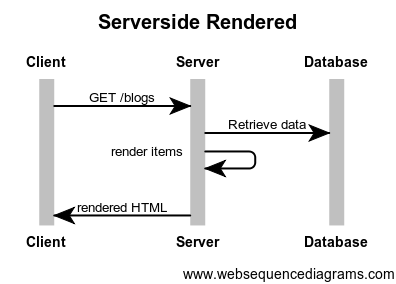 Serverside Rendered
Client Server Database
GET /blogs
Retrieve data
render items
rendered HTML
Client Server Database
www.websequencediagrams.com